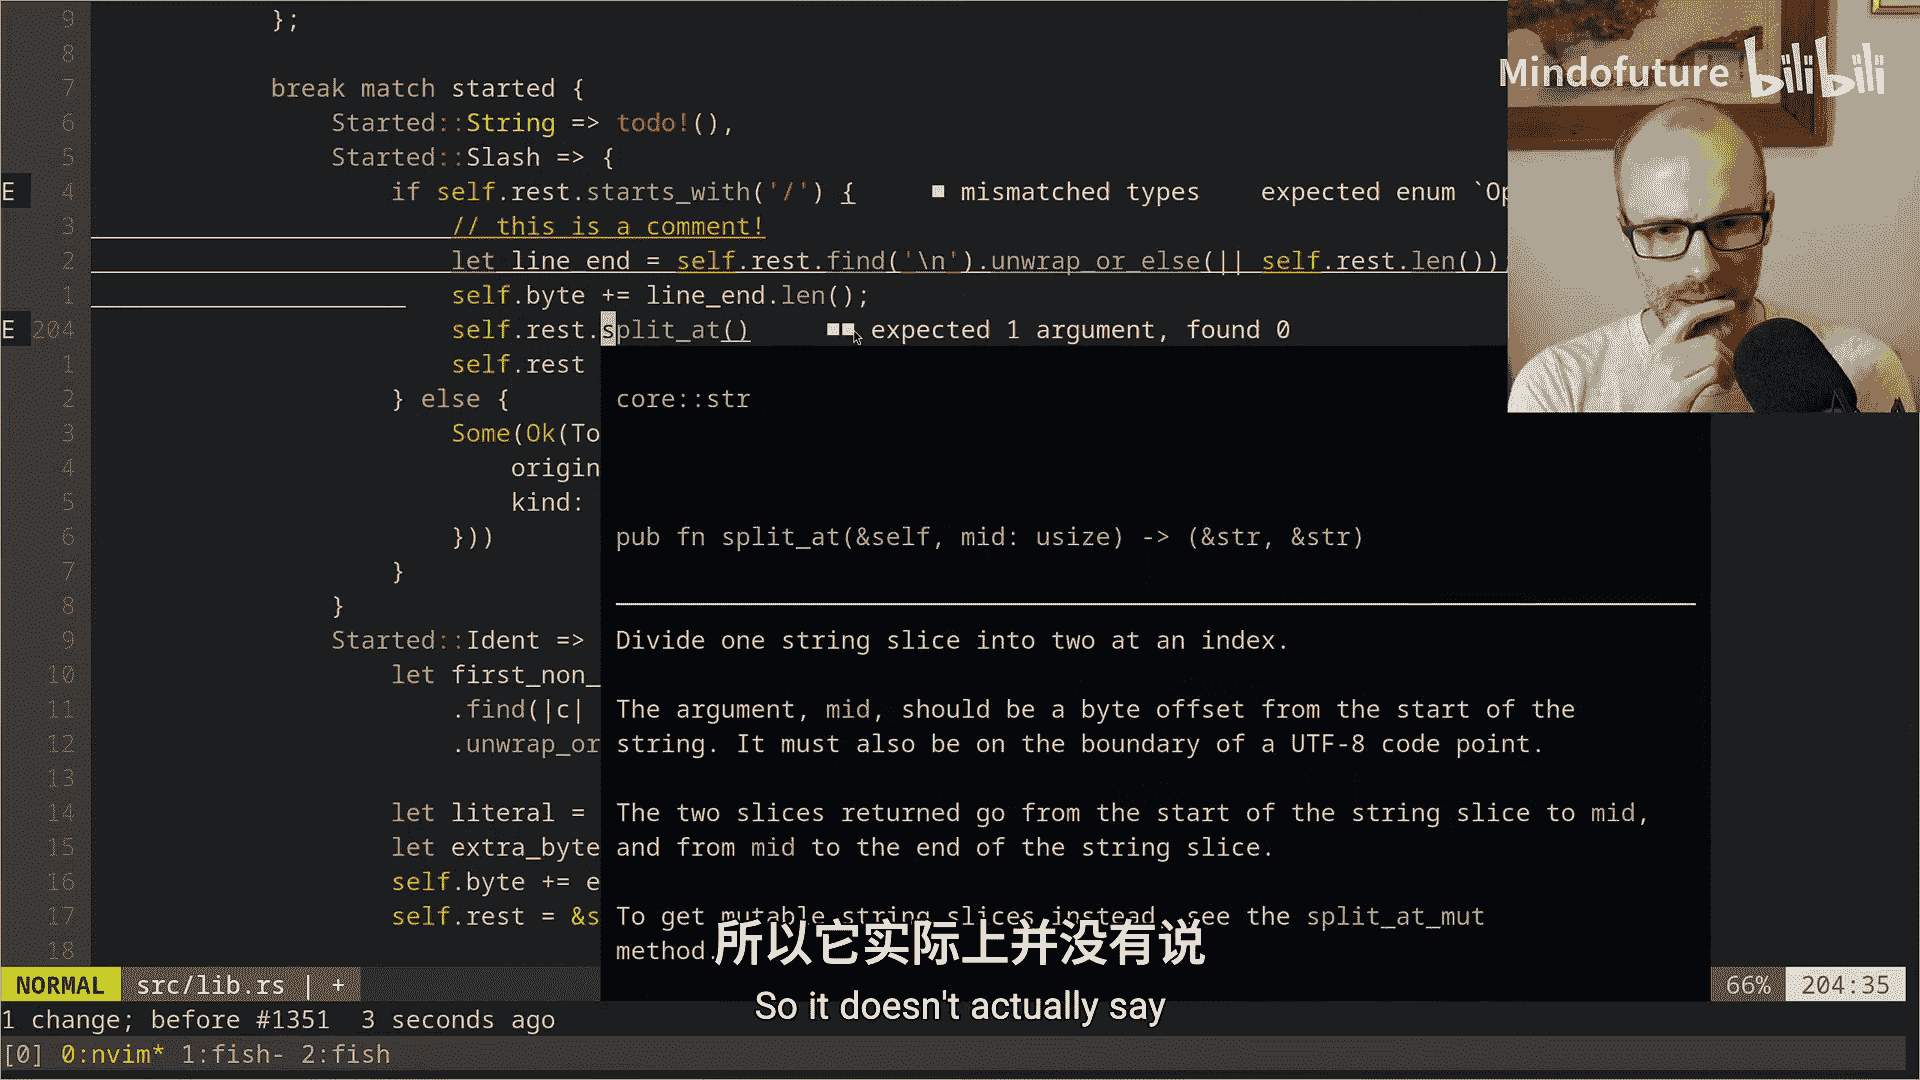 9 };
8
7 break match started {
6 Started::String => todo!(),
5 Started::Slash => {
E 4 if self.rest.starts_with('/') { ■ mismatched types expected enum `Op
3 // this is a comment!
2 let line_end = self.rest.find('\n').unwrap_or_else(|| self.rest.len())
1 self.byte += line_end.len();
E 204 self.rest.split_at() ■■ expected 1 argument, found 0
1 self.rest
2 } else {
3 Some(Ok(To
4 origin
5 kind:
6 }))
7 }
8 }
9 Started::Ident =>
10 let first_non_
11 .find(|c|
12 .unwrap_or
13
14 let literal =
15 let extra_byte
16 self.byte += e
17 self.rest = &s
18
core::str
pub fn split_at(&self, mid: usize) -> (&str, &str)
Divide one string slice into two at an index.
The argument, mid, should be a byte offset from the start of the
string. It must also be on the boundary of a UTF-8 code point.
The two slices returned go from the start of the string slice to mid,
and from mid to the end of the string slice.
To get mutable string slices instead, see the split_at_mut
method.
Mindofuture bilibili
所以它实际上并没有说
So it doesn't actually say
NORMAL src/lib.rs | + 66% 204:35
1 change; before #1351 3 seconds ago
[0] 0:nvim* 1:fish- 2:fish